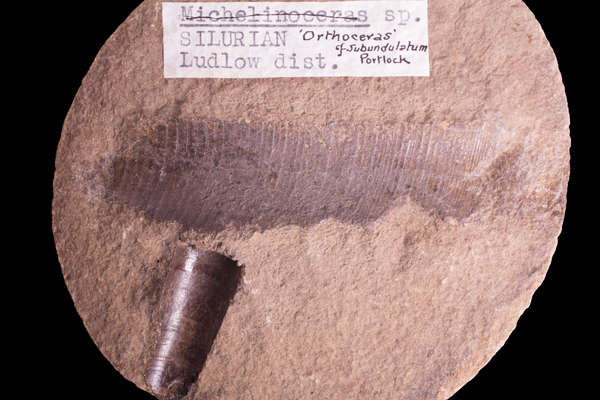 Michelinoceras sp.
SILURIAN 'Orthoceras'
cf subundulatum
Ludlow dist. Portlock